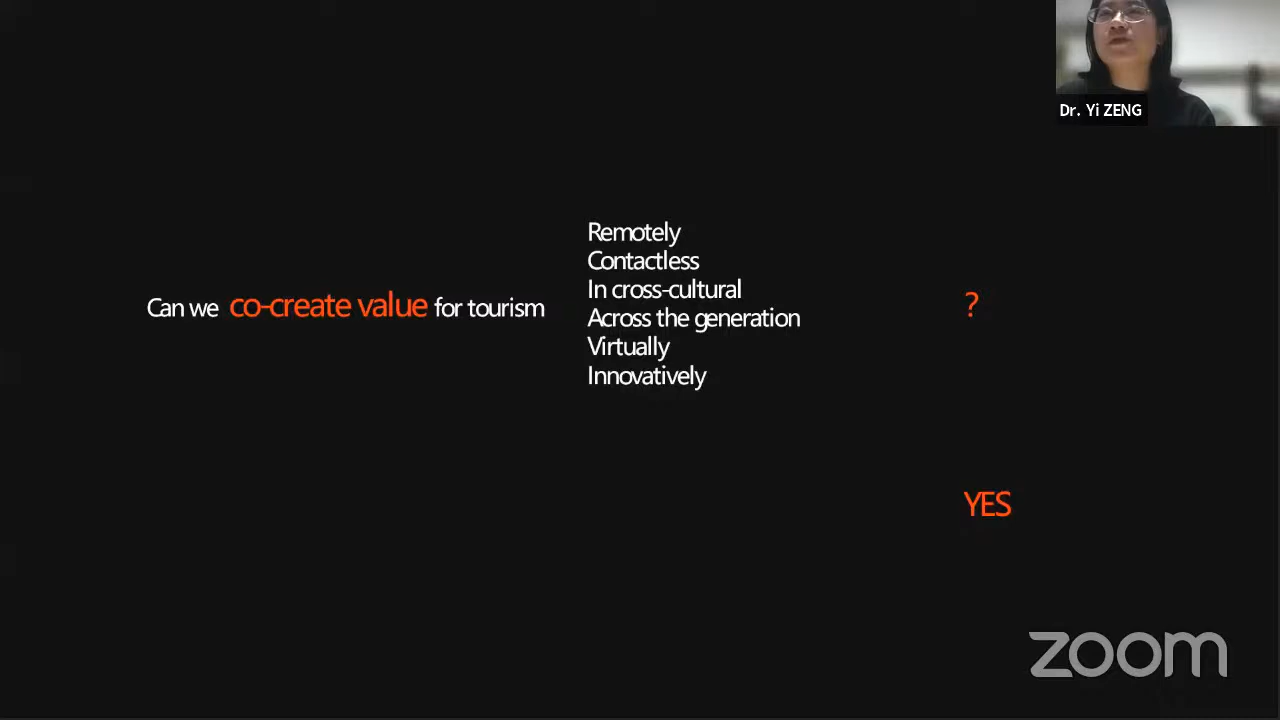 Dr. Yi ZENG
Remotely
Contactless
In cross-cultural
Can we co-create value for tourism
?
Across the generation
Virtually
Innovatively
YES
zoom